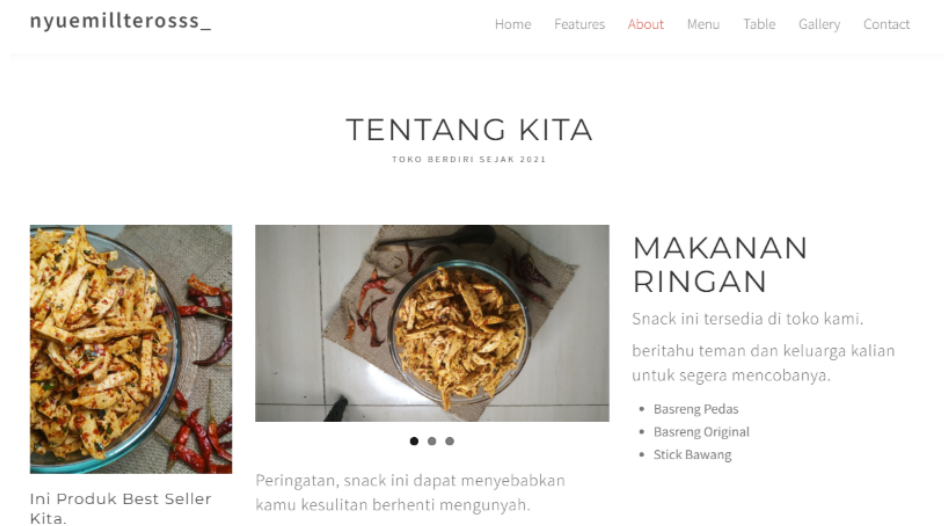 nyuemillterosss_
Home Features About Menu Table Gallery Contact
TENTANG KITA
TOKO BERDIRI SEJAK 2021
Ini Produk Best Seller
Kita.
Peringatan, snack ini dapat menyebabkan
kamu kesulitan berhenti mengunyah.
MAKANAN
RINGAN
Snack ini tersedia di toko kami.
beritahu teman dan keluarga kalian
untuk segera mencobanya.
Basreng Pedas
Basreng Original
Stick Bawang